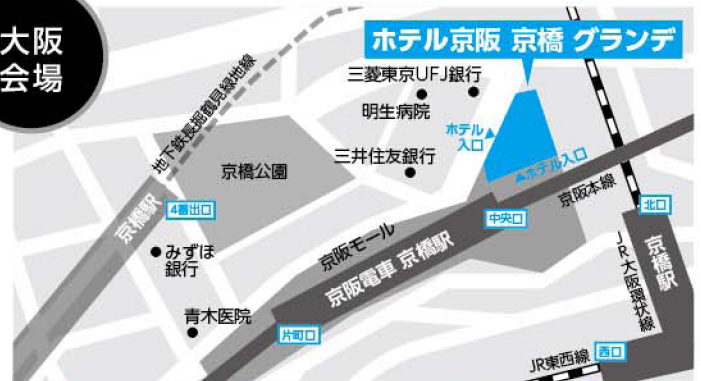 大阪
会場
ホテル京阪 京橋 グランデ
三菱東京UFJ銀行
明生病院
ホテル
入口
地下鉄長堀鶴見緑地線
三井住友銀行
京橋公園
ホテル入口
京阪本線
京橋駅
4番出口
中央口
北口
みずほ
銀行
京阪モール
京阪電車 京橋駅
京橋駅
JR大阪環状線
青木医院
片町口
JR東西線
西口